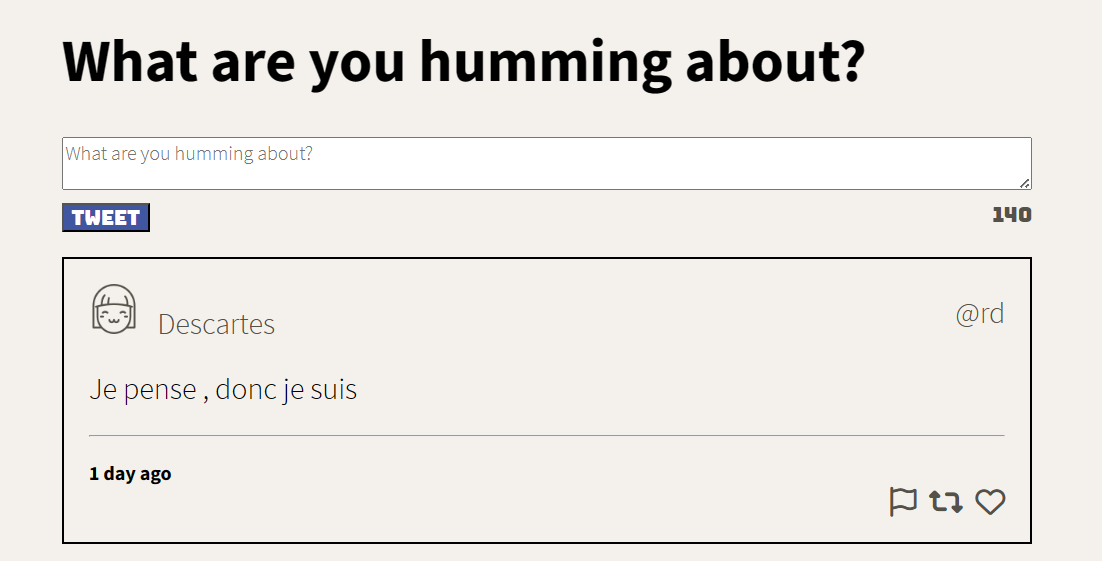 What are you humming about?
What are you humming about?
TWEET 140
Descartes @rd
Je pense , donc je suis
1 day ago